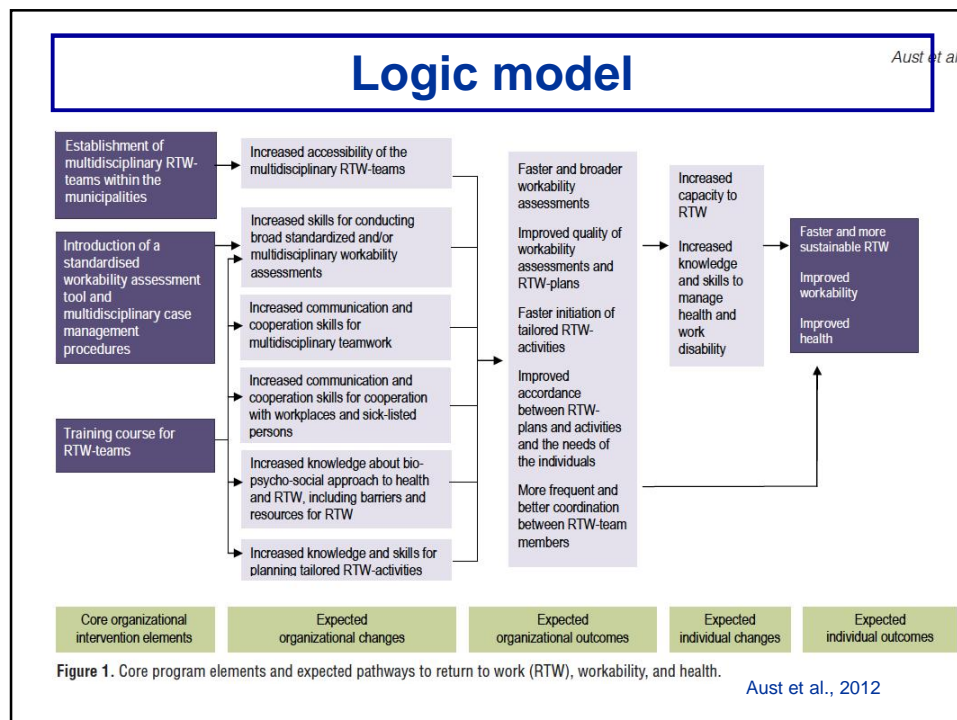 Logic model
Aust et al
Establishment of
multidisciplinary RTW-
teams within the
municipalities
Introduction of a
standardised
workability assessment
tool and
multidisciplinary case
management
procedures
Training course for
RTW-teams
Increased accessibility of the
multidisciplinary RTW-teams
Increased skills for conducting
broad standardized and/or
multidisciplinary workability
assessments
Increased communication and
cooperation skills for
multidisciplinary teamwork
Increased communication and
cooperation skills for cooperation
with workplaces and sick-listed
persons
Increased knowledge about bio-
psycho-social approach to
health and RTW, including barriers and
resources for RTW
Increased knowledge and skills for
planning tailored RTW-activities
Faster and broader
workability
assessments
Improved quality of
workability
assessments and
RTW-plans
Faster initiation of
tailored RTW-
activities
Improved
accordance
between RTW-
plans and activities
and the needs of
the individuals
More frequent and
better coordination
between RTW-team
members
Increased
capacity to
RTW
Increased
knowledge
and skills to
manage
health and
work
disability
Faster and more
sustainable RTW
Improved
workability
Improved
health
Core organizational
intervention elements
Expected
organizational changes
Expected
organizational outcomes
Expected
individual changes
Expected
individual outcomes
Figure 1. Core program elements and expected pathways to return to work (RTW), workability, and health.
Aust et al., 2012